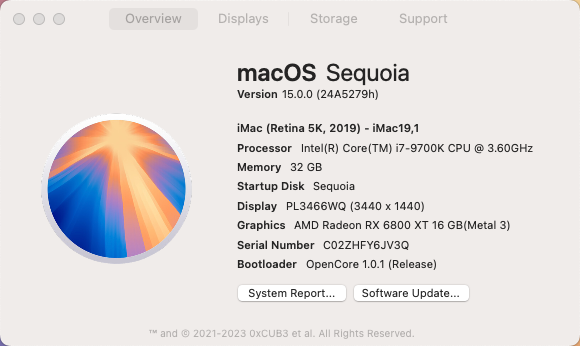 Overview Displays Storage Support
macOS Sequoia
Version 15.0.0 (24A5279h)
iMac (Retina 5K, 2019) - iMac19,1
Processor Intel(R) Core(TM) i7-9700K CPU @ 3.60GHz
Memory 32 GB
Startup Disk Sequoia
Display PL3466WQ (3440 x 1440)
Graphics AMD Radeon RX 6800 XT 16 GB(Metal 3)
Serial Number C02ZHFY6JV3Q
Bootloader OpenCore 1.0.1 (Release)
System Report... Software Update...
™ and © 2021-2023 0xCUB3 et al. All Rights Reserved.